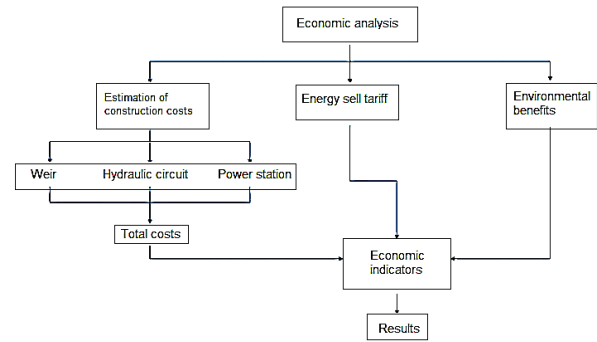 Economic analysis
Estimation of
construction costs
Energy sell tariff
Environmental
benefits
Weir
Hydraulic circuit
Power station
Total costs
Economic
indicators
Results